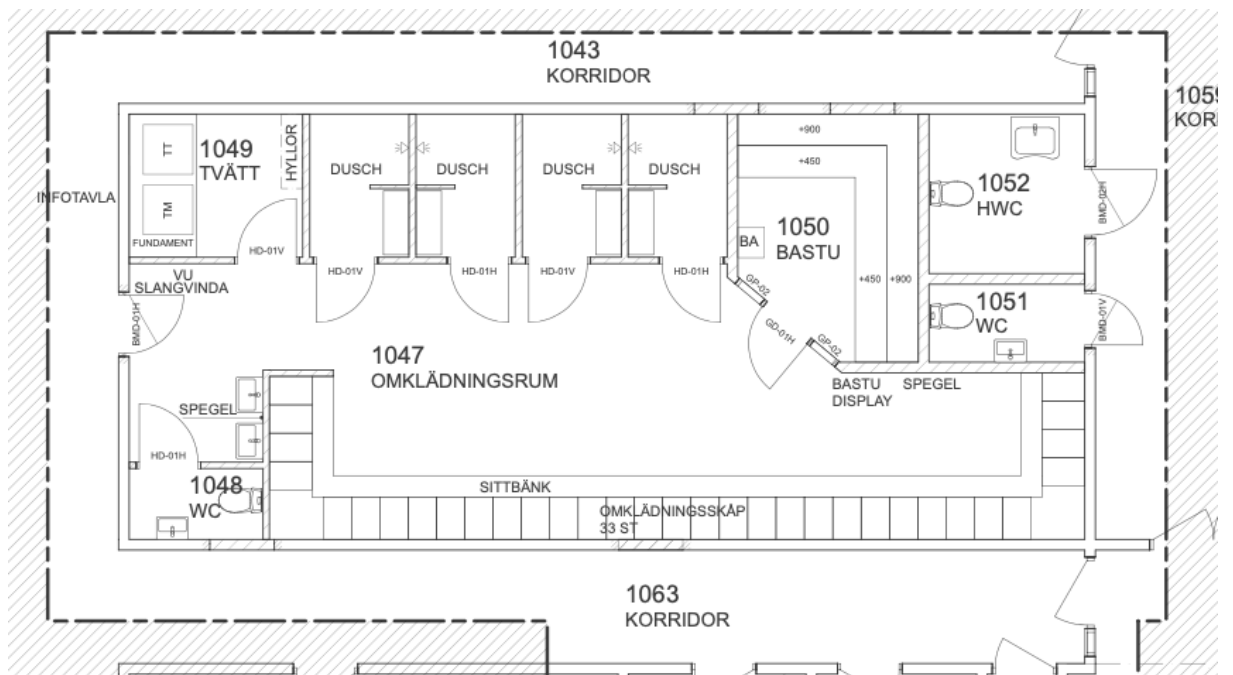 1043
KORRIDOR
1059
KOR
TT
1049
TVÄTT
HYLLOR
DUSCH
DUSCH
DUSCH
DUSCH
+900
+450
1052
HWC
BMD-02H
INFOTAVLA
TM
FUNDAMENT
HD-01V
1050
BASTU
BA
VU
SLANGVINDA
HD-01V
HD-01H
HD-01V
HD-01H
GP-02
+450
+900
1051
WC
BMD-01V
BMD-01H
GD-01H
GP-02
1047
OMKLÄDNINGSRUM
BASTU
DISPLAY
SPEGEL
SPEGEL
HD-01H
1048
WC
SITTBÄNK
OMKLÄDNINGSSKÅP
33 ST
1063
KORRIDOR